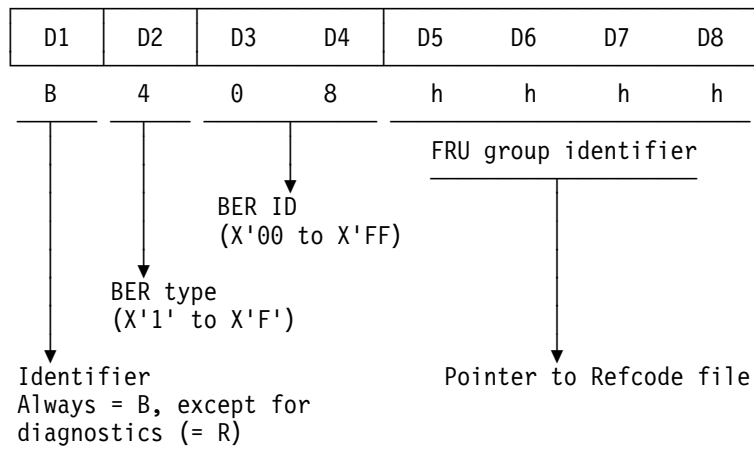 D1 D2 D3 D4 D5 D6 D7 D8
B 4 0 8 h h h h
FRU group identifier
BER ID
(X'00 to X'FF)
BER type
(X'1' to X'F')
Identifier Pointer to Refcode file
Always = B, except for
diagnostics (= R)